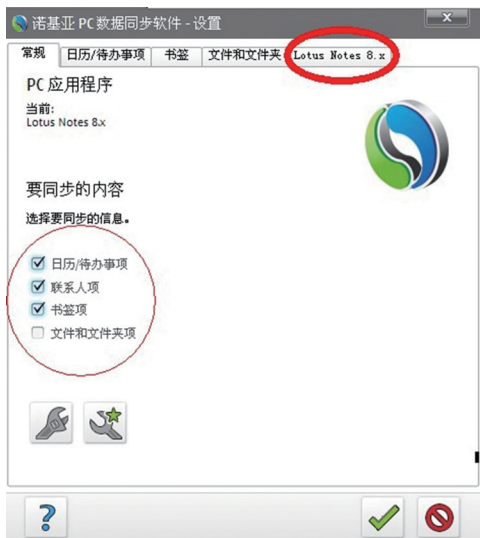 诺基亚 PC 数据同步软件 - 设置
常规 日历/待办事项 书签 文件和文件夹 Lotus Notes 8.x
PC 应用程序
当前:
Lotus Notes 8.x
要同步的内容
选择要同步的信息。
日历/待办事项
联系人项
书签项
文件和文件夹项